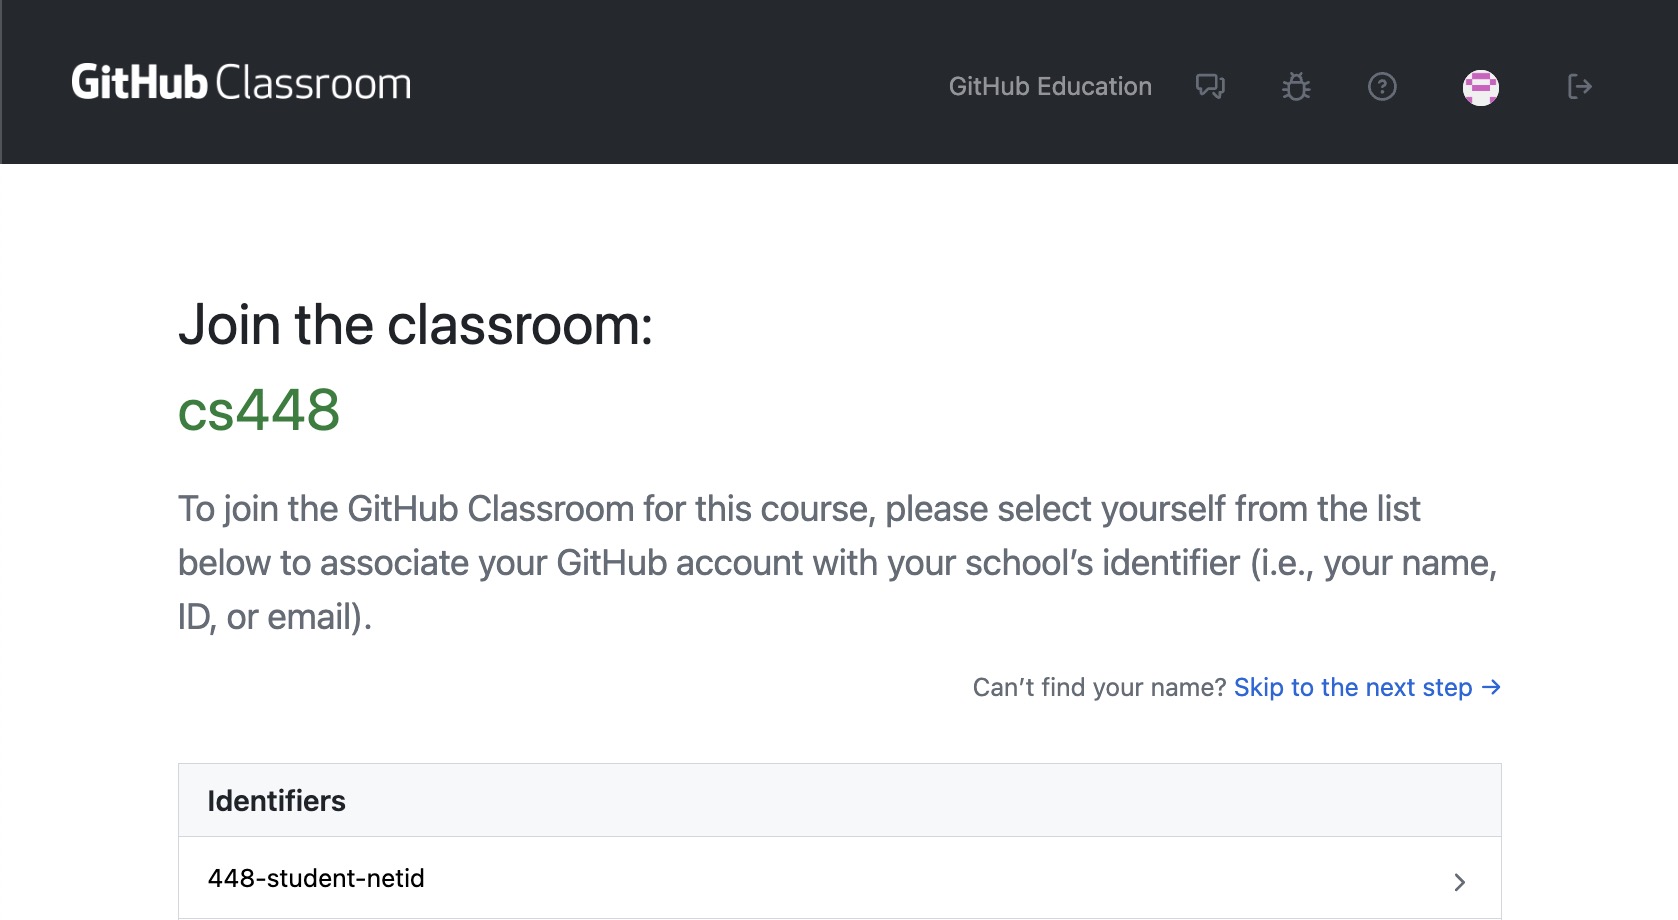 GitHub Classroom
GitHub Education
Join the classroom:
cs448
To join the GitHub Classroom for this course, please select yourself from the list
below to associate your GitHub account with your school’s identifier (i.e., your name,
ID, or email).
Can’t find your name? Skip to the next step →
Identifiers
448-student-netid